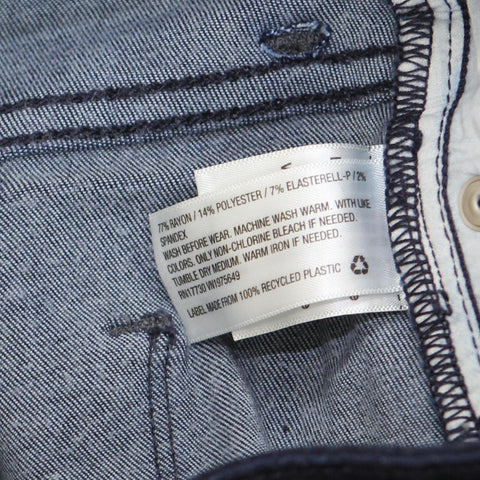 77% RAYON / 14% POLYESTER / 7% ELASTERELL-P / 2%
SPANDEX
WASH BEFORE WEAR. MACHINE WASH WARM. WITH LIKE
COLORS. ONLY NON-CHLORINE BLEACH IF NEEDED.
TUMBLE DRY MEDIUM. WARM IRON IF NEEDED.
RN17730 VN1975649
LABEL MADE FROM 100% RECYCLED PLASTIC